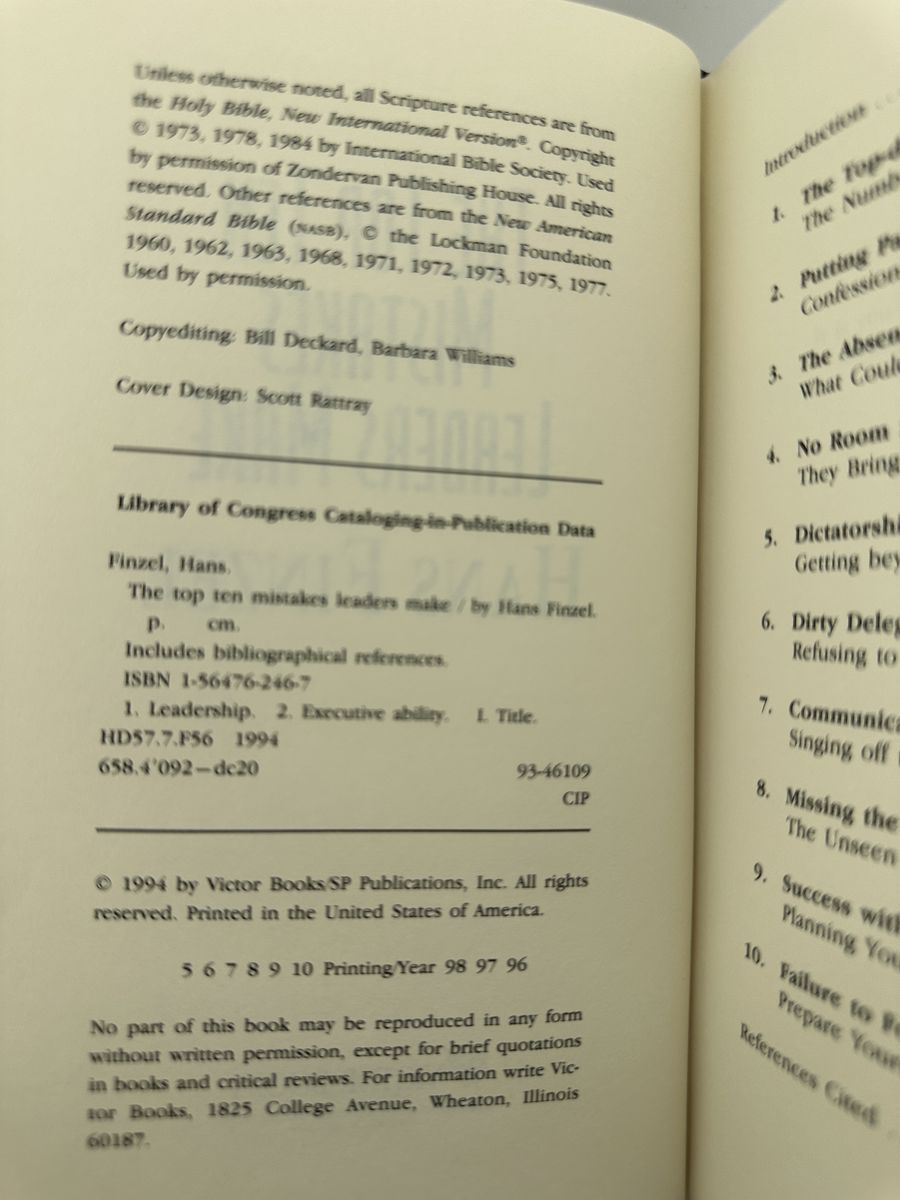 Unless otherwise noted, all Scripture references are from
the Holy Bible, New International Version®. Copyright
© 1973, 1978, 1984 by International Bible Society. Used
by permission of Zondervan Publishing House. All rights
reserved. Other references are from the New American
Standard Bible (NASB), © the Lockman Foundation
1960, 1962, 1963, 1968, 1971, 1972, 1973, 1975, 1977.
Used by permission.
Copyediting: Bill Deckard, Barbara Williams
Cover Design: Scott Rattray
Library of Congress Cataloging-in-Publication Data
Finzel, Hans.
The top ten mistakes leaders make / by Hans Finzel.
p. cm.
Includes bibliographical references.
ISBN 1-56476-246-7
1. Leadership. 2. Executive ability. I. Title.
HD57.7.F56 1994
658.4'092—dc20 93-46109
CIP
© 1994 by Victor Books/SP Publications, Inc. All rights
reserved. Printed in the United States of America.
5 6 7 8 9 10 Printing/Year 98 97 96
No part of this book may be reproduced in any form
without written permission, except for brief quotations
in books and critical reviews. For information write Vic-
tor Books, 1825 College Avenue, Wheaton, Illinois
60187.
Introduction
1. The Top-d
The Numb
2. Putting Pa
Confession
3. The Absen
What Coul
4. No Room
They Bring
5. Dictatorshi
Getting bey
6. Dirty Deleg
Refusing to
7. Communica
Singing off
8. Missing the
The Unseen
9. Success with
Planning You
10. Failure to
Prepare Your
References Cited